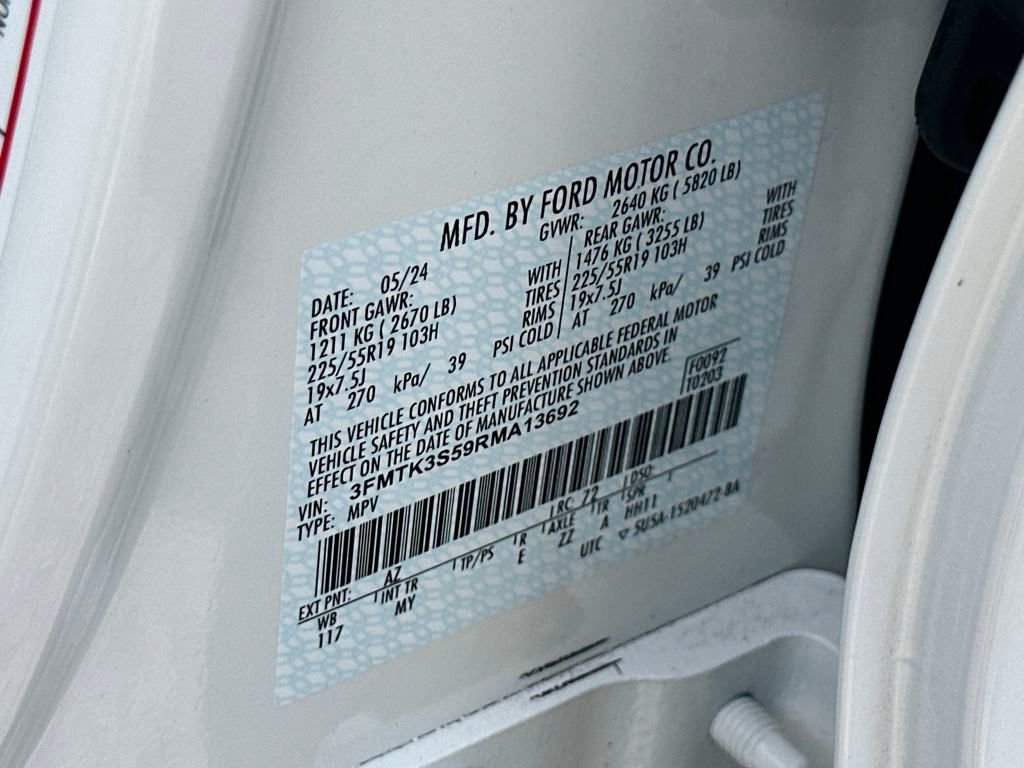 MFD. BY FORD MOTOR CO.
DATE: 05/24 GVWR: 2640 KG ( 5820 LB)
FRONT GAWR: REAR GAWR:
1211 KG ( 2670 LB) WITH 1476 KG ( 3255 LB) WITH
225/55R19 103H TIRES 225/55R19 103H TIRES
19x7.5J RIMS 19x7.5J RIMS
AT 270 kPa/ 39 PSI COLD AT 270 kPa/ 39 PSI COLD
THIS VEHICLE CONFORMS TO ALL APPLICABLE FEDERAL MOTOR
VEHICLE SAFETY AND THEFT PREVENTION STANDARDS IN
EFFECT ON THE DATE OF MANUFACTURE SHOWN ABOVE.
VIN: 3FMTK3S59RMA13692 F0092
TYPE: MPV T0203
EXT PNT: AZ RC: 22 DSO:
WB INT TR TP/PS R AXLE TR SPR
117 MY E ZZ A HH11
UTC ▽ SU5A-1520472-BA